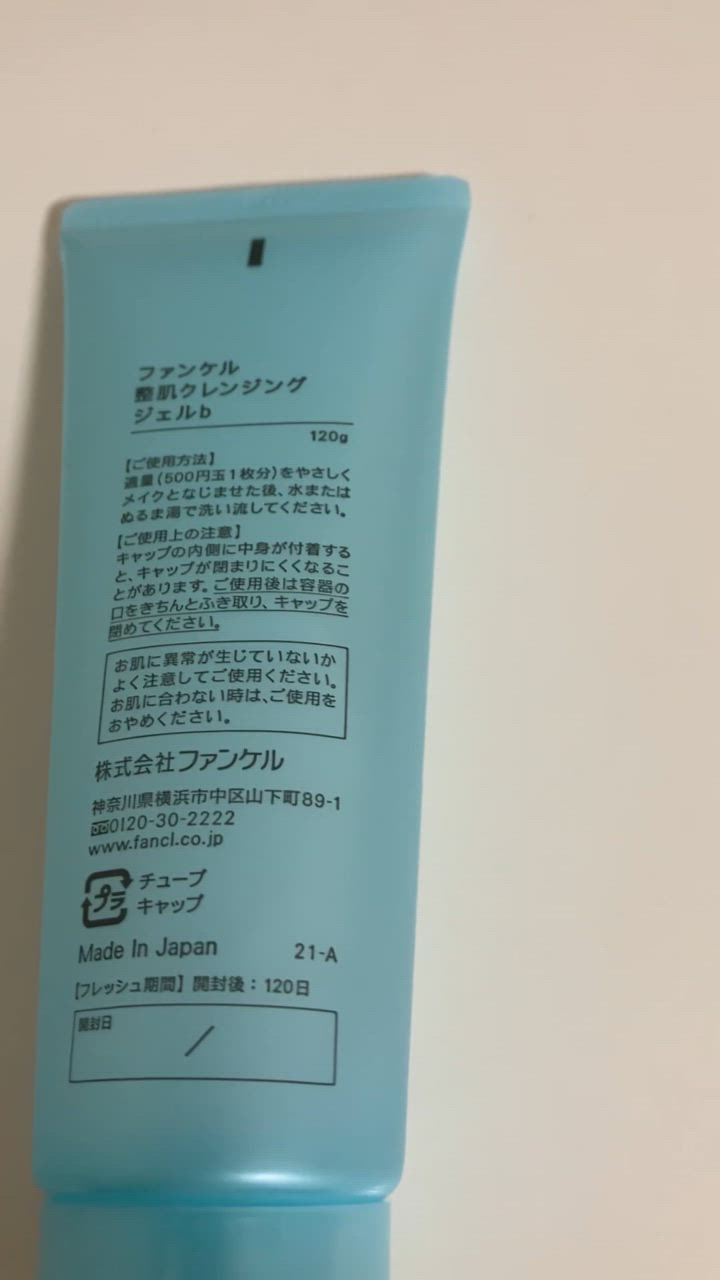 ファンケル
整肌クレンジング
ジェルb
120g
【ご使用方法】
適量(500円玉1枚分)をやさしく
メイクとなじませた後、水または
ぬるま湯で洗い流してください。
【ご使用上の注意】
キャップの内側に中身が付着する
と、キャップが閉まりにくくなるこ
とがあります。ご使用後は容器の
口をきちんとふき取り、キャップを
閉めてください。
お肌に異常が生じていないか
よく注意してご使用ください。
お肌に合わない時は、ご使用を
おやめください。
株式会社ファンケル
神奈川県横浜市中区山下町89-1
0120-30-2222
www.fancl.co.jp
プラ
チューブ
キャップ
Made In Japan 21-A
【フレッシュ期間】開封後：120日
開封日
/